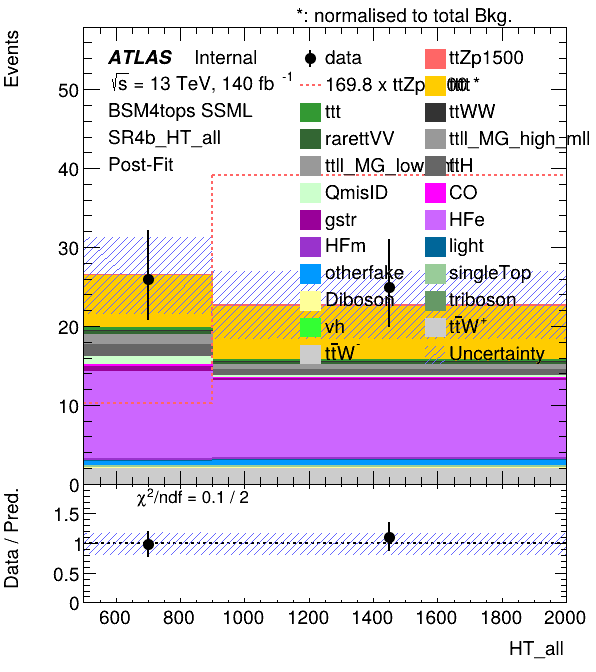 *: normalised to total Bkg.
Events
ATLAS Internal
√s = 13 TeV, 140 fb -1
BSM4tops SSML
SR4b_HT_all
Post-Fit
data
ttZp1500
169.8 x ttZp1500 *
tttt
ttt
ttWW
rarettVV
ttll_MG_high_mll
ttll_MG_low_mll
ttH
QmisID
CO
gstr
HFe
HFm
light
otherfake
singleTop
Diboson
triboson
vh
tt̄W+
tt̄W-
Uncertainty
50
40
30
20
10
0
χ2/ndf = 0.1 / 2
Data / Pred.
1.5
1
0.5
0
600 800 1000 1200 1400 1600 1800 2000
HT_all